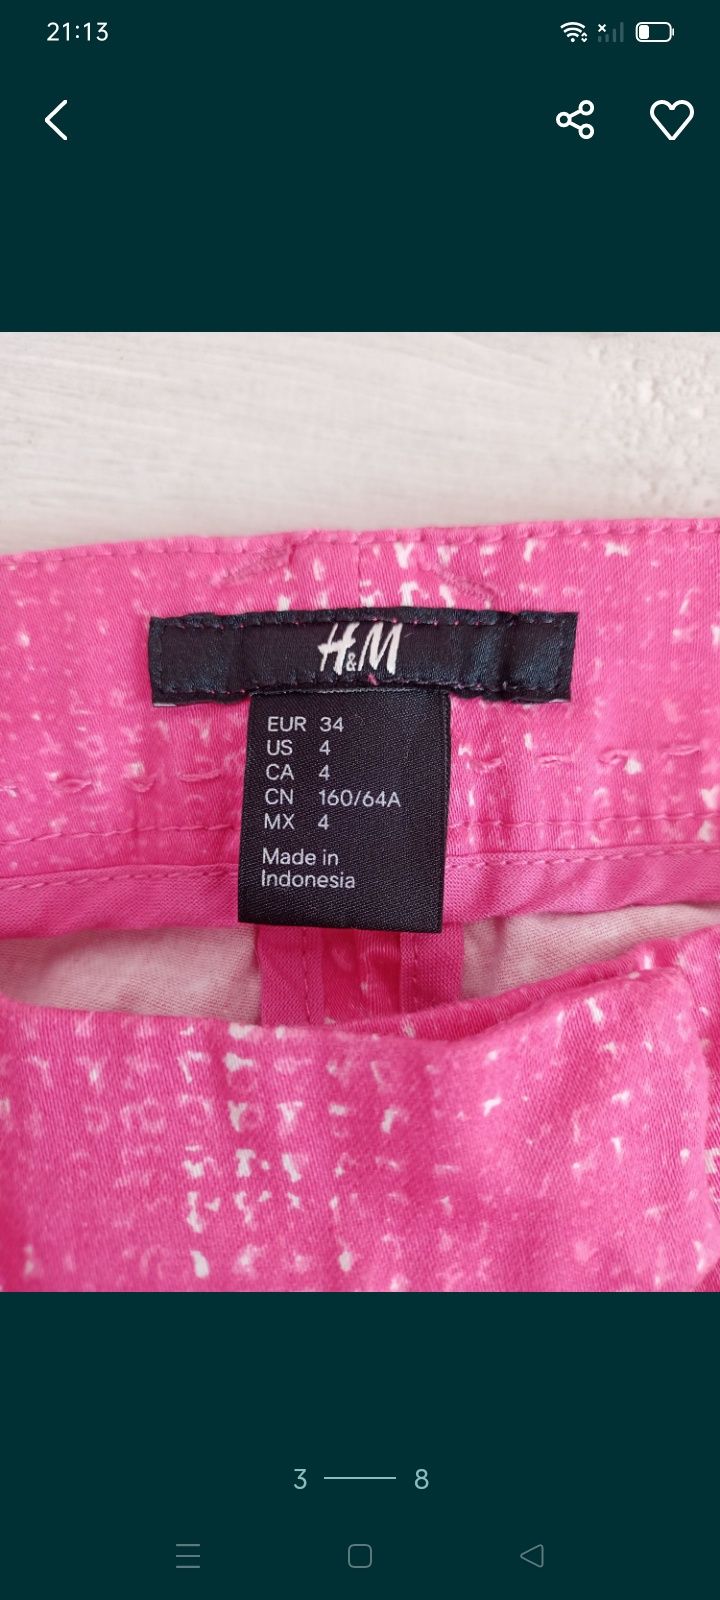 21:13
H&M
EUR 34
US 4
CA 4
CN 160/64A
MX 4
Made in
Indonesia
3 8